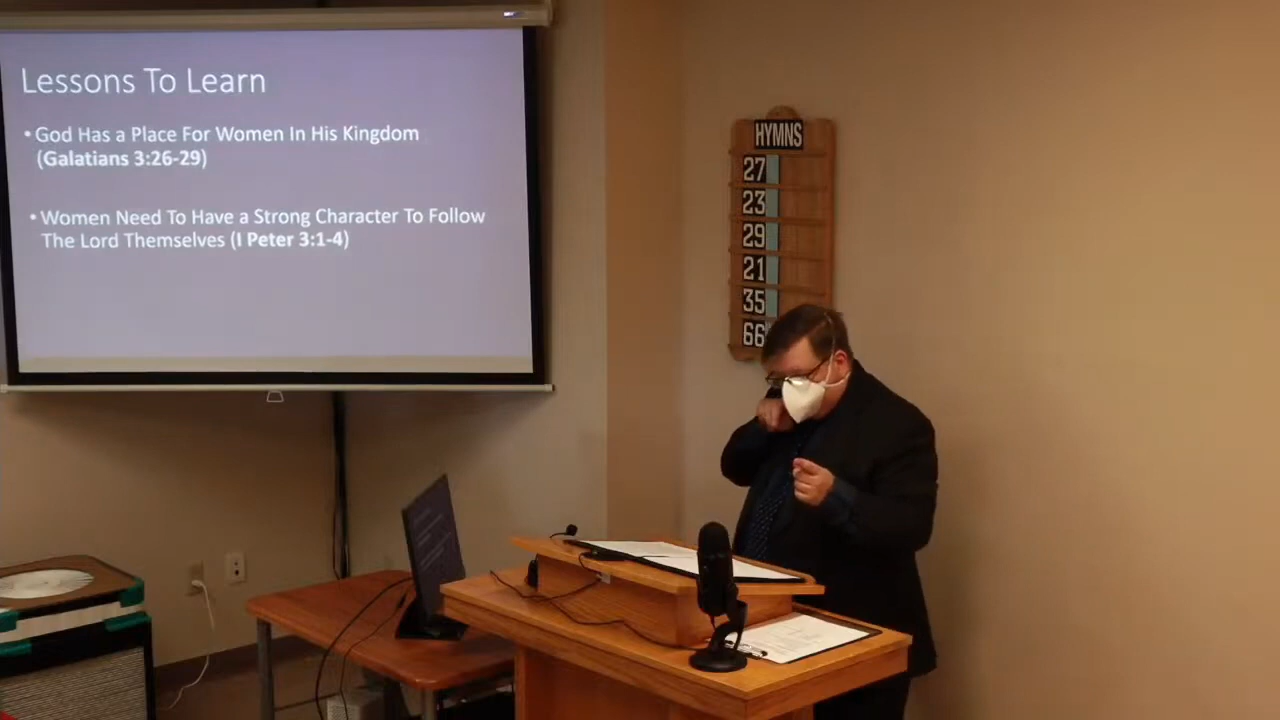 Lessons To Learn
• God Has a Place For Women In His Kingdom
(Galatians 3:26-29)
• Women Need To Have a Strong Character To Follow
The Lord Themselves (I Peter 3:1-4)
HYMNS
27
23
29
21
35
66